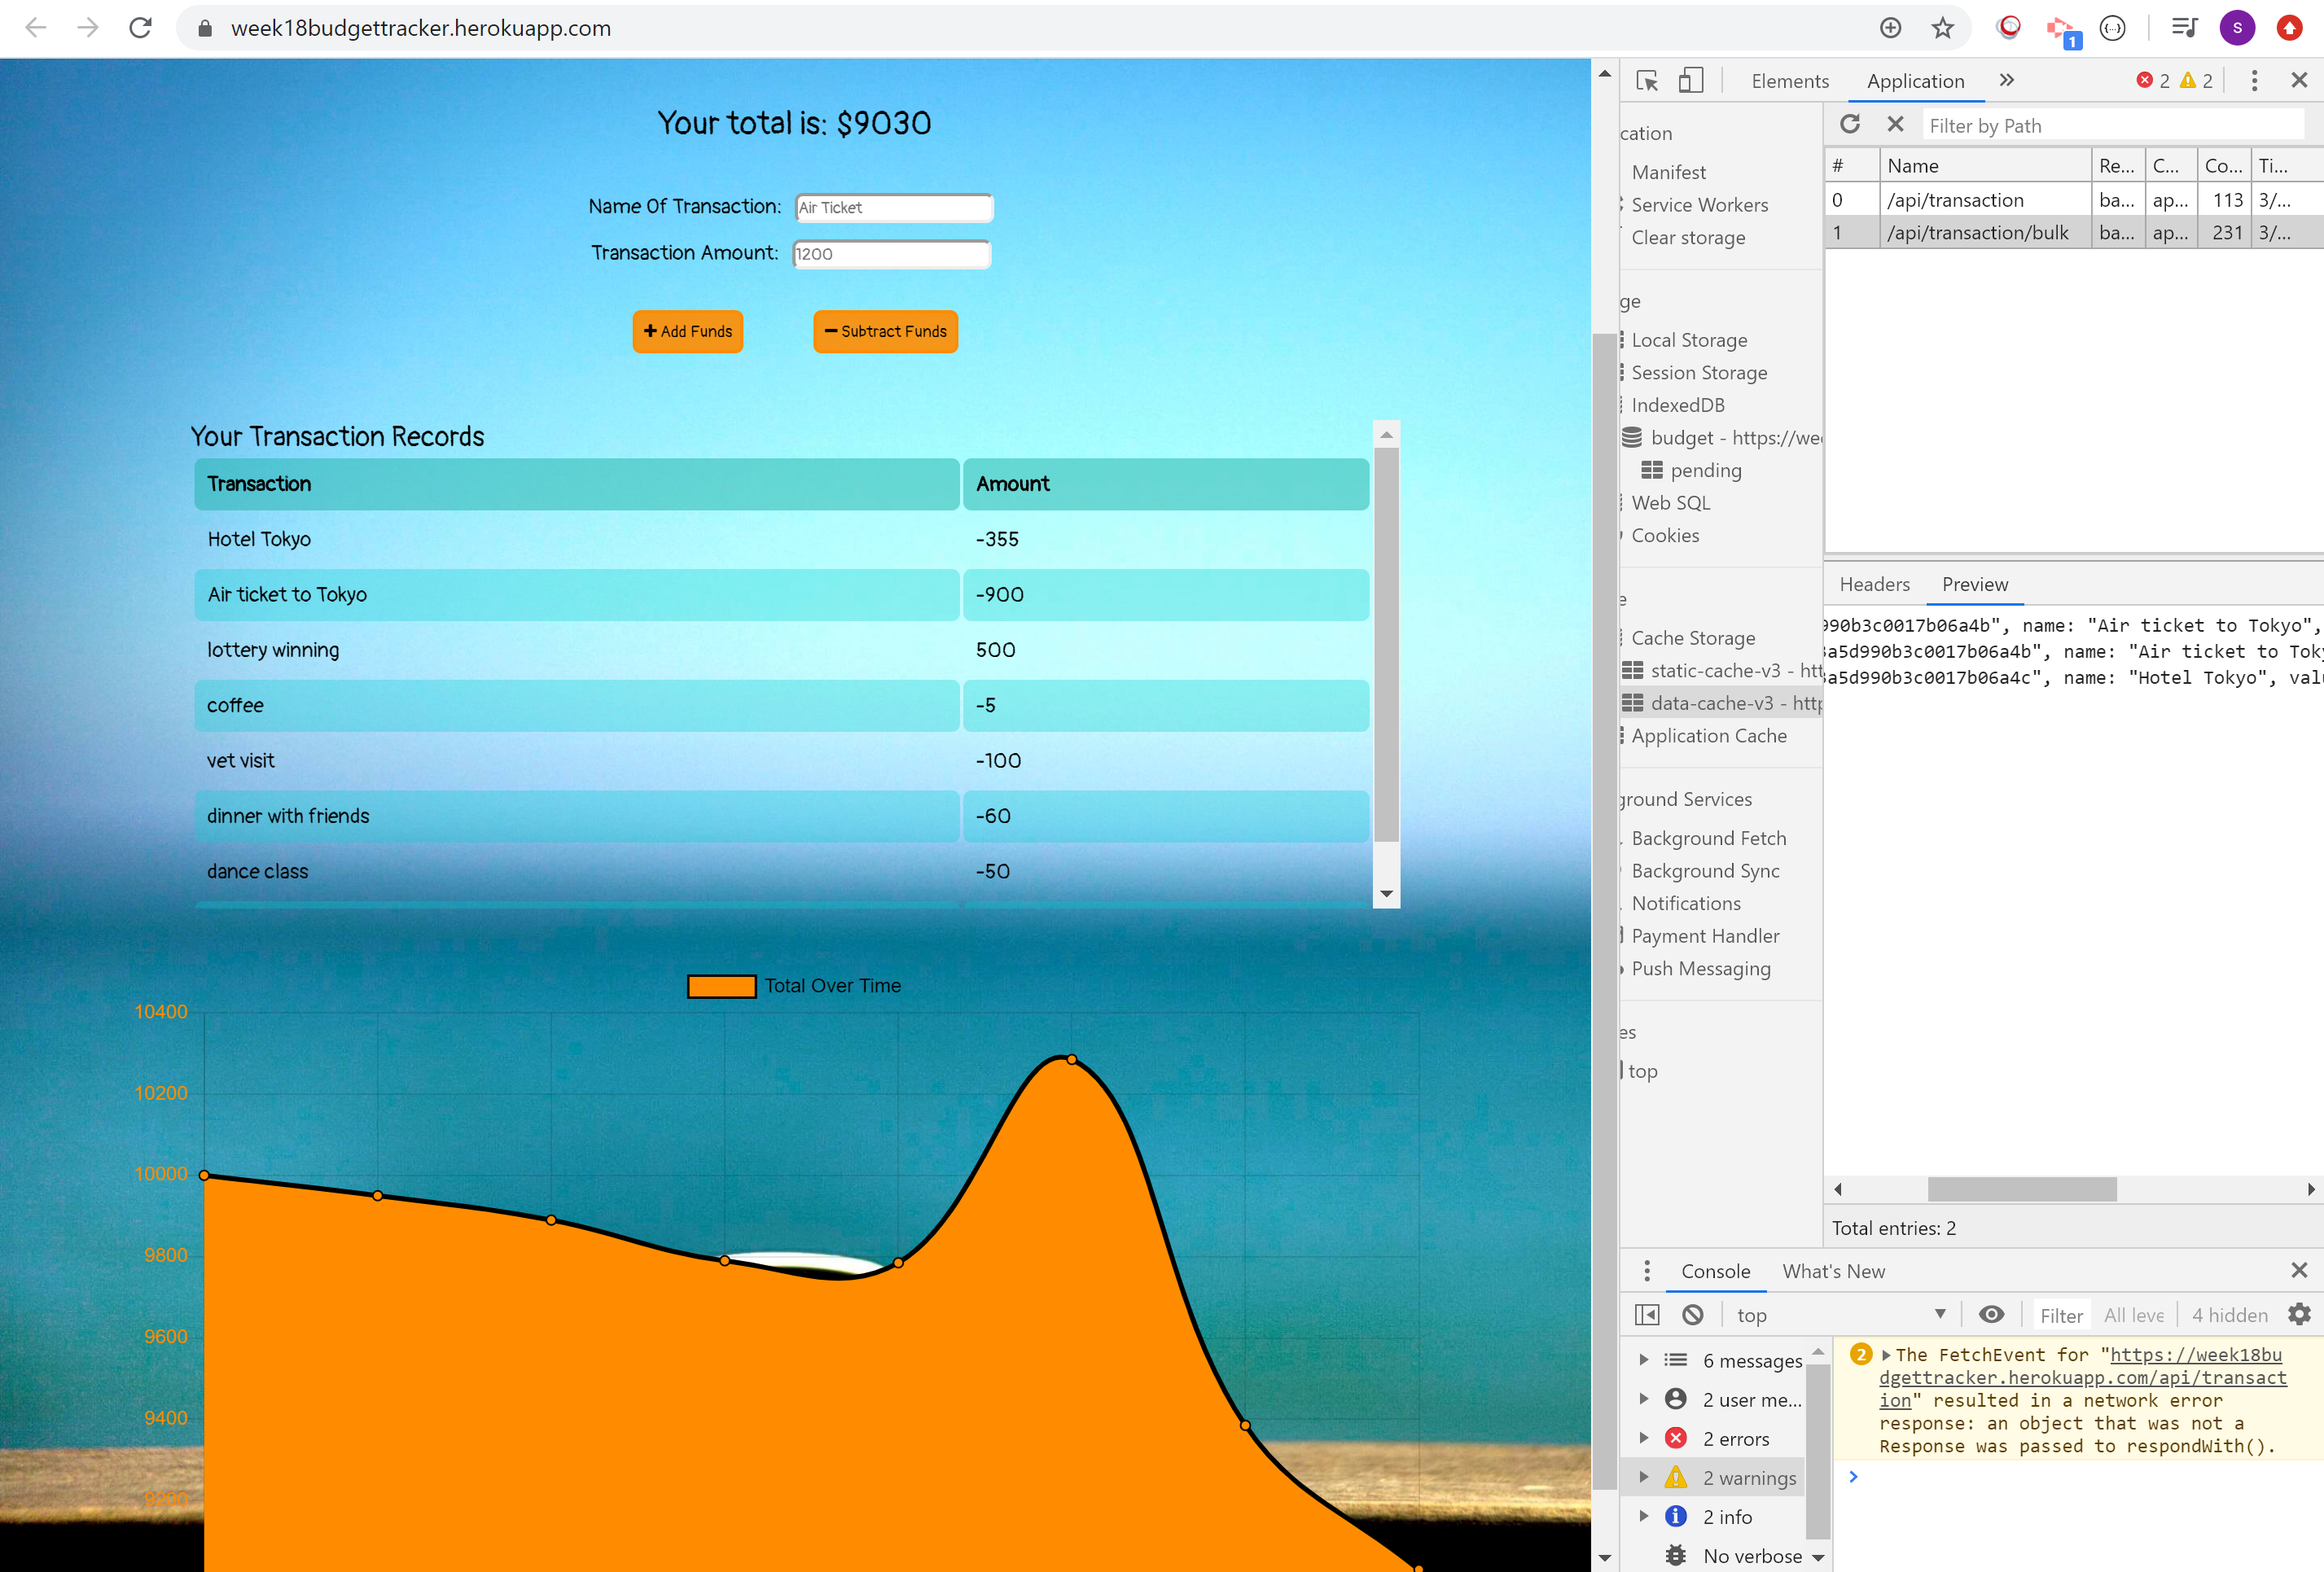 week18budgettracker.herokuapp.com
1
S
Your total is: $9030
Name Of Transaction: Air Ticket
Transaction Amount: 1200
Add Funds
Subtract Funds
Your Transaction Records
Transaction Amount
Hotel Tokyo -355
Air ticket to Tokyo -900
lottery winning 500
coffee -5
vet visit -100
dinner with friends -60
dance class -50
Total Over Time
10400
10200
10000
9800
9600
9400
9200
Elements Application 2 2
cation
Manifest
Service Workers
Clear storage
ge
Local Storage
Session Storage
IndexedDB
budget - https://we
pending
Web SQL
Cookies
e
Cache Storage
static-cache-v3 - htt
data-cache-v3 - http
Application Cache
ground Services
Background Fetch
Background Sync
Notifications
Payment Handler
Push Messaging
es
top
Filter by Path
# Name Re... C... Co... Ti...
0 /api/transaction ba... ap... 113 3/...
1 /api/transaction/bulk ba... ap... 231 3/...
Headers Preview
990b3c0017b06a4b", name: "Air ticket to Tokyo",
a5d990b3c0017b06a4b", name: "Air ticket to Tok
a5d990b3c0017b06a4c", name: "Hotel Tokyo", val
Total entries: 2
Console What's New
top Filter All leve 4 hidden
6 messages
2 user me...
2 errors
2 warnings
2 info
No verbose
2 The FetchEvent for "https://week18bu
dgettracker.herokuapp.com/api/transact
ion" resulted in a network error
response: an object that was not a
Response was passed to respondWith().